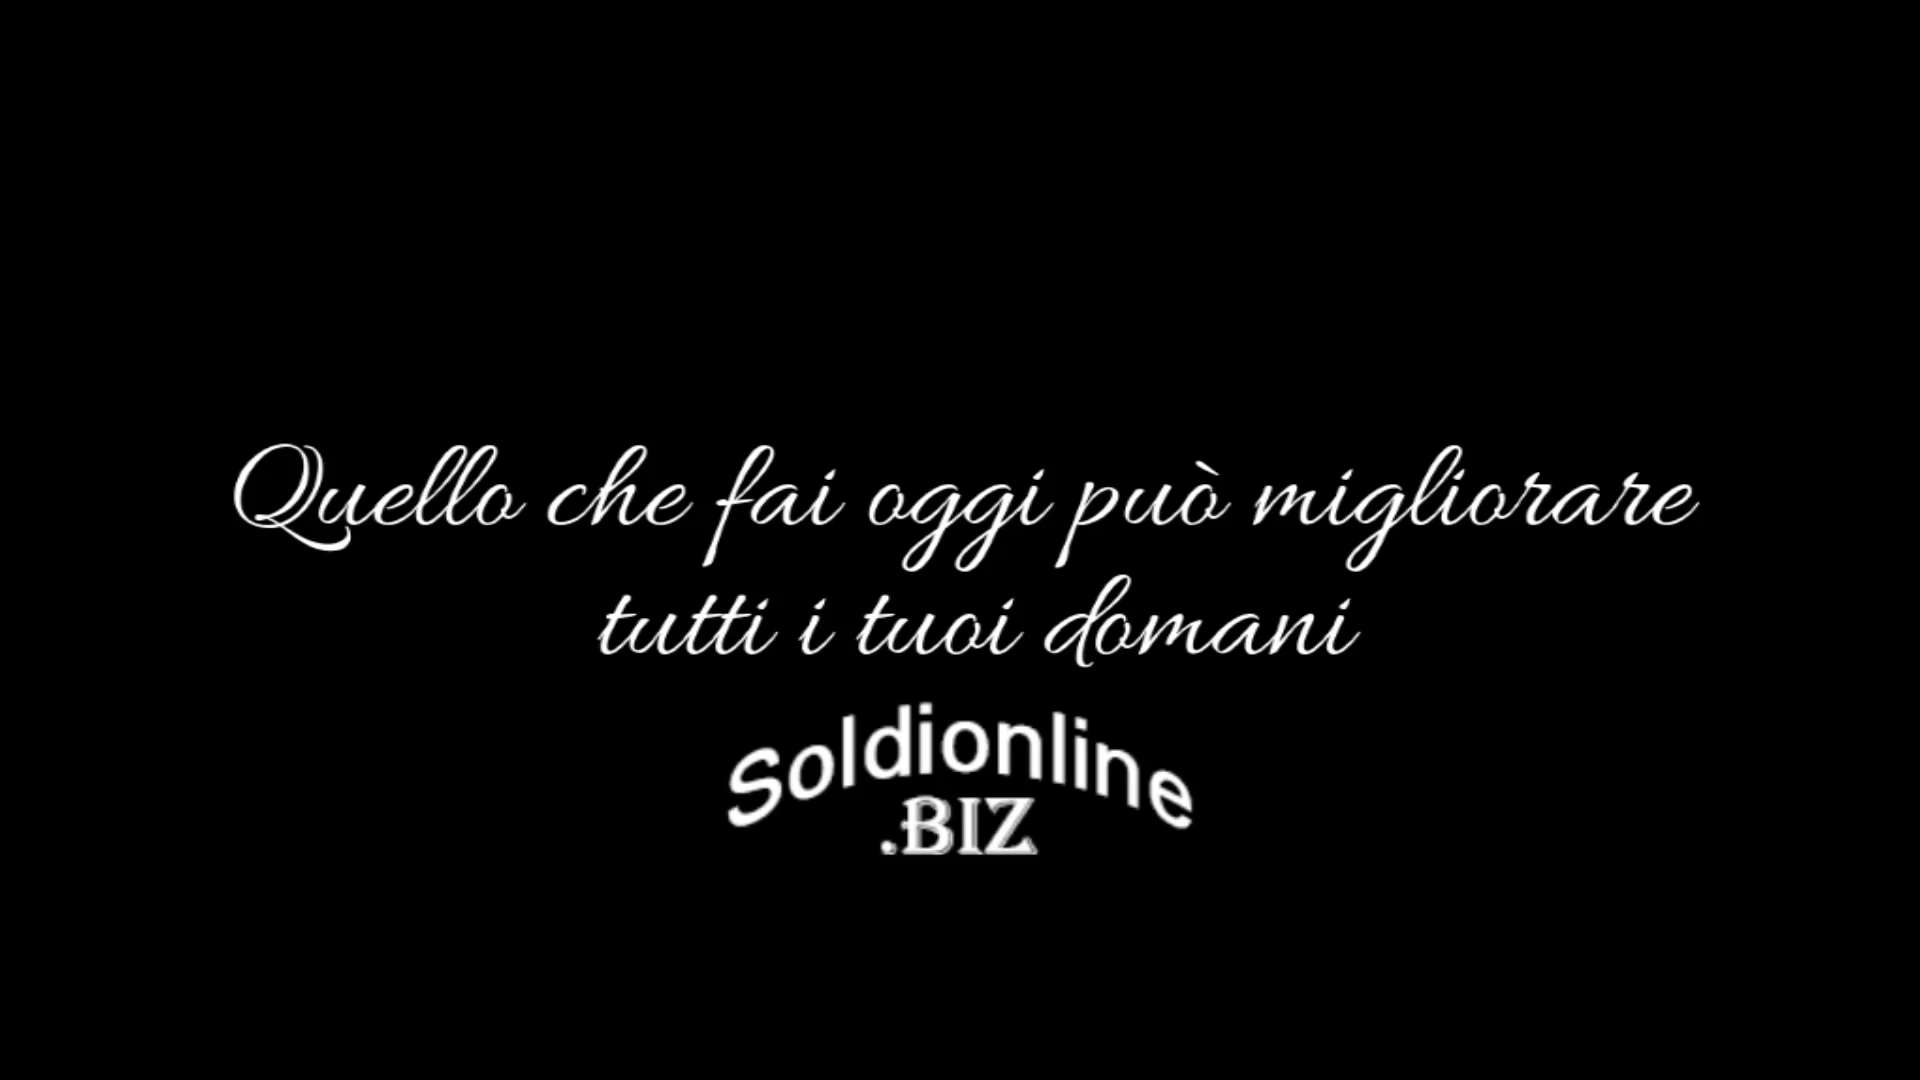 Quello che fai oggi può migliorare
tutti i tuoi domani
Soldionline
.BIZ